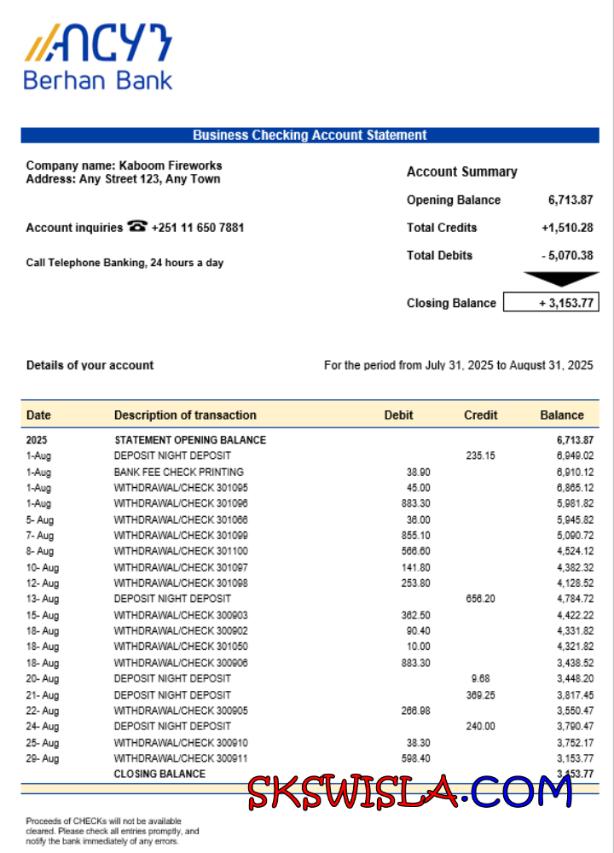 Berhan Bank
Business Checking Account Statement
Company name: Kaboom Fireworks
Address: Any Street 123, Any Town
Account inquiries ☎ +251 11 650 7881
Call Telephone Banking, 24 hours a day
Account Summary
Opening Balance 6,713.87
Total Credits +1,510.28
Total Debits - 5,070.38
Closing Balance + 3,153.77
Details of your account For the period from July 31, 2025 to August 31, 2025
Date Description of transaction Debit Credit Balance
2025 STATEMENT OPENING BALANCE 6,713.87
1-Aug DEPOSIT NIGHT DEPOSIT 235.15 6,949.02
1-Aug BANK FEE CHECK PRINTING 38.90 6,910.12
1-Aug WITHDRAWAL/CHECK 301095 45.00 6,865.12
1-Aug WITHDRAWAL/CHECK 301096 883.30 5,981.82
5- Aug WITHDRAWAL/CHECK 301066 36.00 5,945.82
7- Aug WITHDRAWAL/CHECK 301099 855.10 5,090.72
8- Aug WITHDRAWAL/CHECK 301100 566.60 4,524.12
10- Aug WITHDRAWAL/CHECK 301097 141.80 4,382.32
12- Aug WITHDRAWAL/CHECK 301098 253.80 4,128.52
13- Aug DEPOSIT NIGHT DEPOSIT 656.20 4,784.72
15- Aug WITHDRAWAL/CHECK 300903 362.50 4,422.22
18- Aug WITHDRAWAL/CHECK 300902 90.40 4,331.82
18- Aug WITHDRAWAL/CHECK 301050 10.00 4,321.82
18- Aug WITHDRAWAL/CHECK 300906 883.30 3,438.52
20- Aug DEPOSIT NIGHT DEPOSIT 9.68 3,448.20
21- Aug DEPOSIT NIGHT DEPOSIT 369.25 3,817.45
22- Aug WITHDRAWAL/CHECK 300905 266.98 3,550.47
24- Aug DEPOSIT NIGHT DEPOSIT 240.00 3,790.47
25- Aug WITHDRAWAL/CHECK 300910 38.30 3,752.17
29- Aug WITHDRAWAL/CHECK 300911 598.40 3,153.77
CLOSING BALANCE 3,153.77
SKSWISLA.COM
Proceeds of CHECKs will not be available
cleared. Please check all entries promptly, and
notify the bank immediately of any errors.